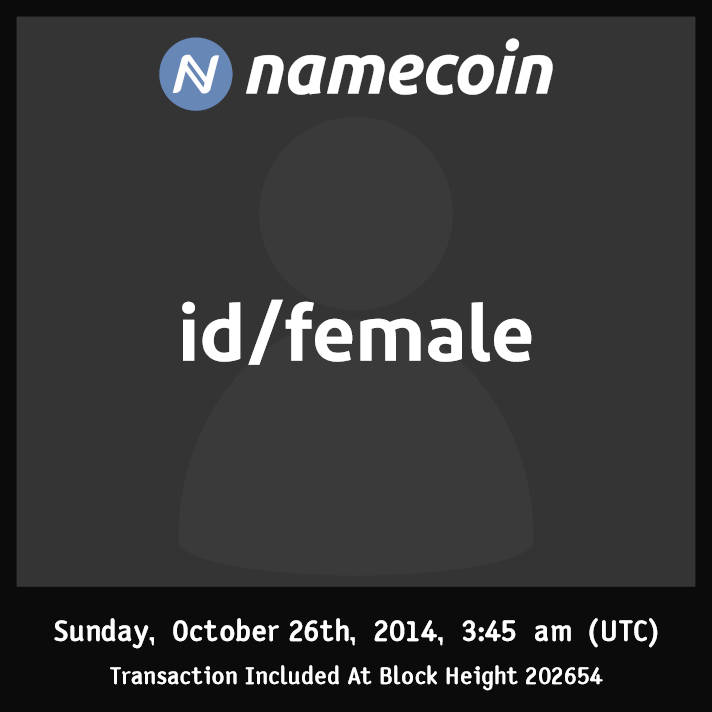 namecoin
id/female
Sunday, October 26th, 2014, 3:45 am (UTC)
Transaction Included At Block Height 202654